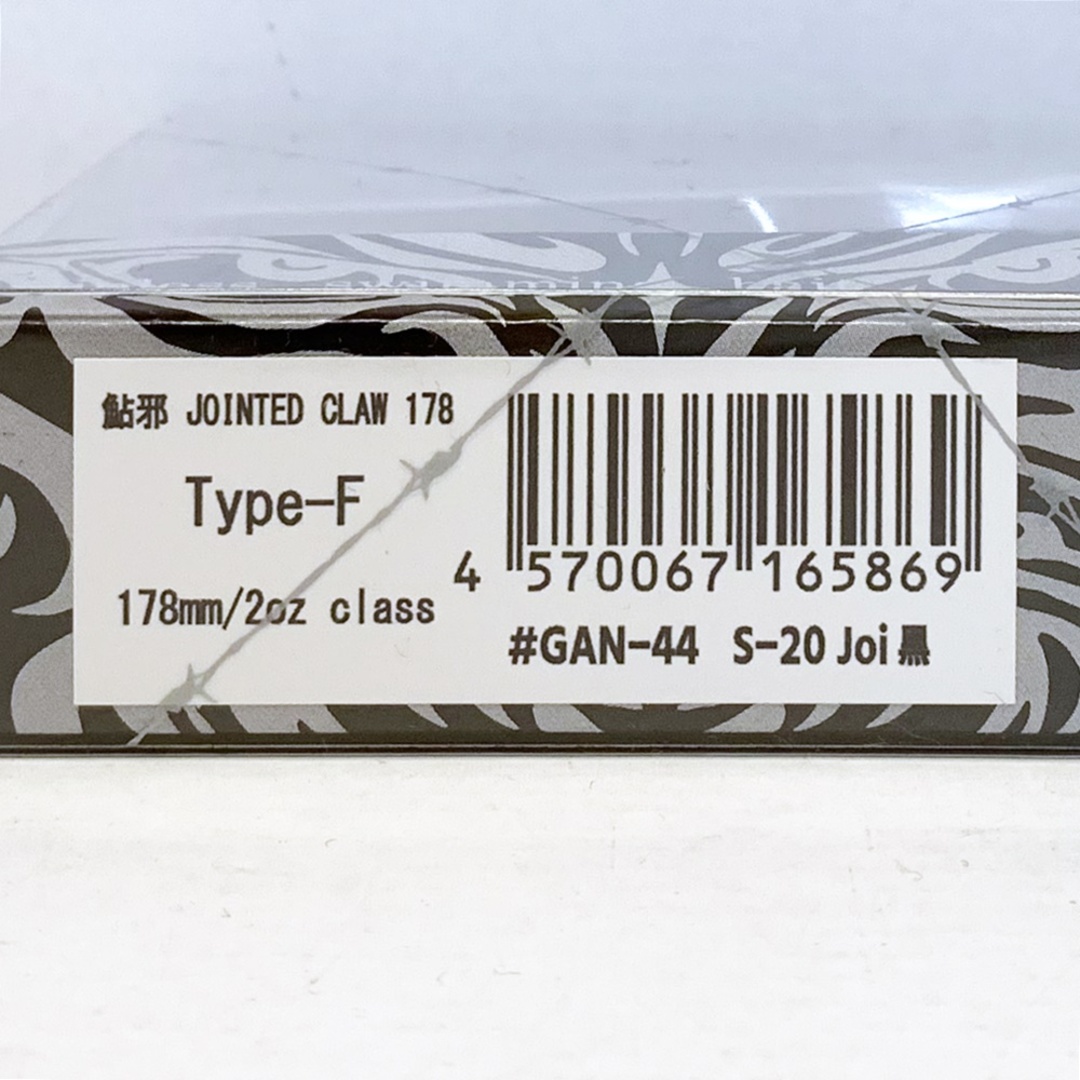 鮎邪 JOINTED CLAW 178
Type-F
178mm/2oz class
4 570067 165869
#GAN-44 S-20 Joi黒